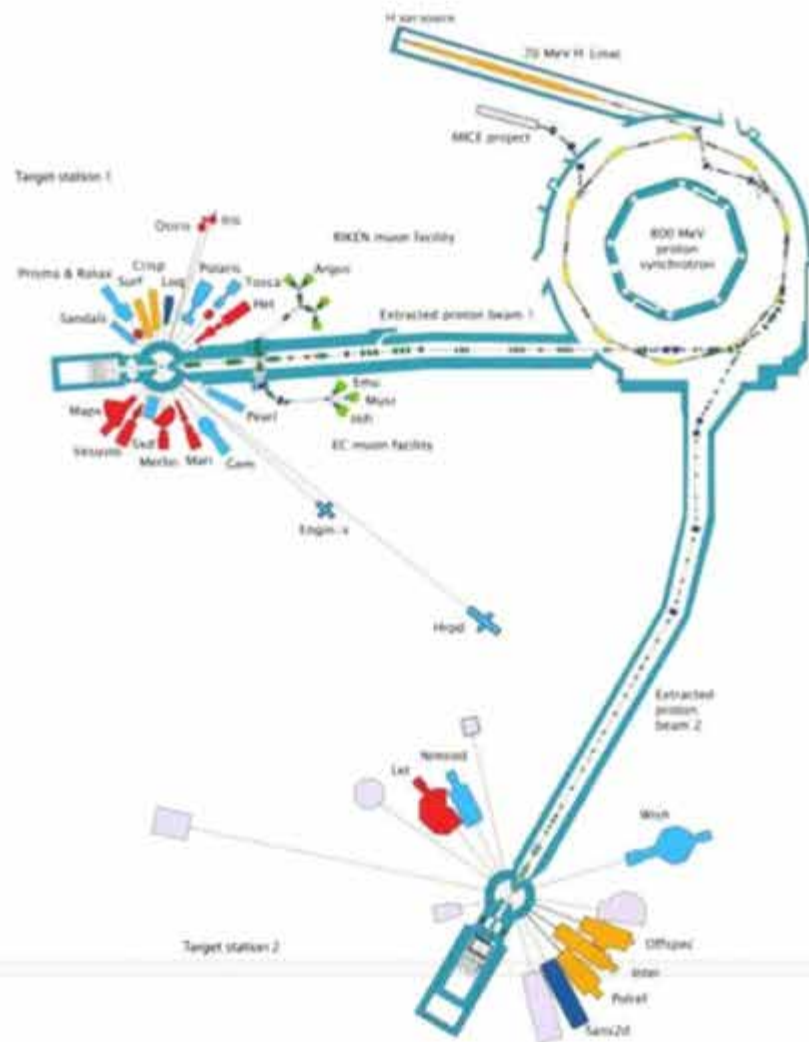 H ion source
70 MeV H Linac
MICE project
Target station 1
Osiris
Iris
RIKEN muon facility
800 MeV
proton
synchrotron
Crisp
Prisma & Rotax
Surf
Loq
Polaris
Tosca
Argus
Het
Sandals
Extracted proton beam 1
Maps
Vesuvio
Sxd
Merlin
Mari
Gem
Pearl
Emu
Musr
Hifi
EC muon facility
Engin-x
Hrpd
Extracted
proton
beam 2
Nimrod
Let
Wish
Target station 2
Offspec
Inter
Polref
Sans2d